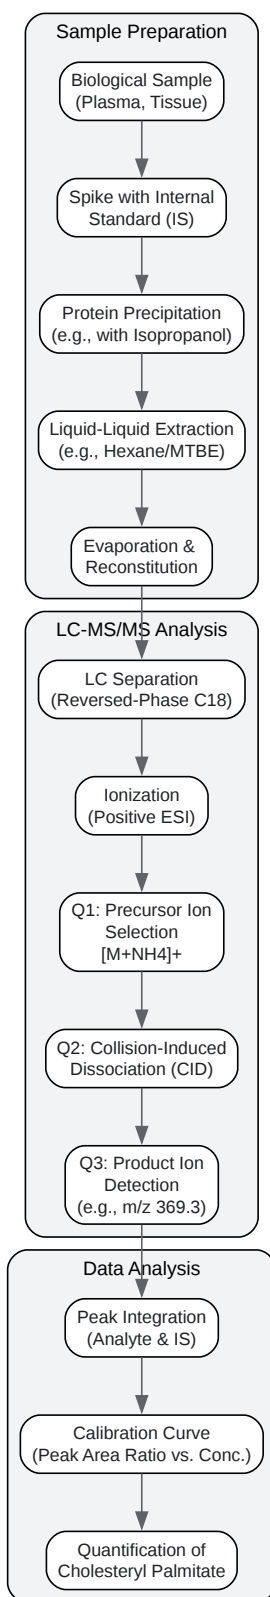 Sample Preparation
Biological Sample
(Plasma, Tissue)
Spike with Internal
Standard (IS)
Protein Precipitation
(e.g., with Isopropanol)
Liquid-Liquid Extraction
(e.g., Hexane/MTBE)
Evaporation &
Reconstitution
LC-MS/MS Analysis
LC Separation
(Reversed-Phase C18)
Ionization
(Positive ESI)
Q1: Precursor Ion
Selection
[M+NH4]+
Q2: Collision-Induced
Dissociation (CID)
Q3: Product Ion
Detection
(e.g., m/z 369.3)
Data Analysis
Peak Integration
(Analyte & IS)
Calibration Curve
(Peak Area Ratio vs. Conc.)
Quantification of
Cholesteryl Palmitate